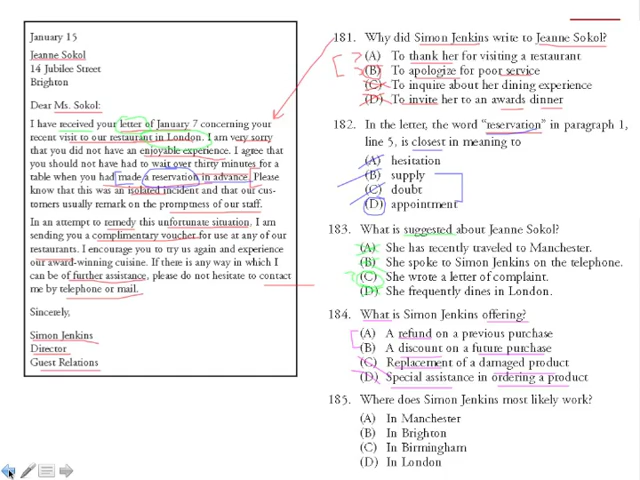 January 15
Jeanne Sokol
14 Jubilee Street
Brighton
Dear Ms. Sokol:
I have received your letter of January 7 concerning your
recent visit to our restaurant in London. I am very sorry
that you did not have an enjoyable experience. I agree that
you should not have had to wait over thirty minutes for a
table when you had made a reservation in advance. Please
know that this was an isolated incident and that our cus-
tomers usually remark on the promptness of our staff.
In an attempt to remedy this unfortunate situation, I am
sending you a complimentary voucher for use at any of our
restaurants. I encourage you to try us again and experience
our award-winning cuisine. If there is any way in which I
can be of further assistance, please do not hesitate to contact
me by telephone or mail.
Sincerely,
Simon Jenkins
Director
Guest Relations
181. Why did Simon Jenkins write to Jeanne Sokol?
(A) To thank her for visiting a restaurant
(B) To apologize for poor service
(C) To inquire about her dining experience
(D) To invite her to an awards dinner
182. In the letter, the word “reservation” in paragraph 1,
line 5, is closest in meaning to
(A) hesitation
(B) supply
(C) doubt
(D) appointment
183. What is suggested about Jeanne Sokol?
(A) She has recently traveled to Manchester.
(B) She spoke to Simon Jenkins on the telephone.
(C) She wrote a letter of complaint.
(D) She frequently dines in London.
184. What is Simon Jenkins offering?
(A) A refund on a previous purchase
(B) A discount on a future purchase
(C) Replacement of a damaged product
(D) Special assistance in ordering a product
185. Where does Simon Jenkins most likely work?
(A) In Manchester
(B) In Brighton
(C) In Birmingham
(D) In London